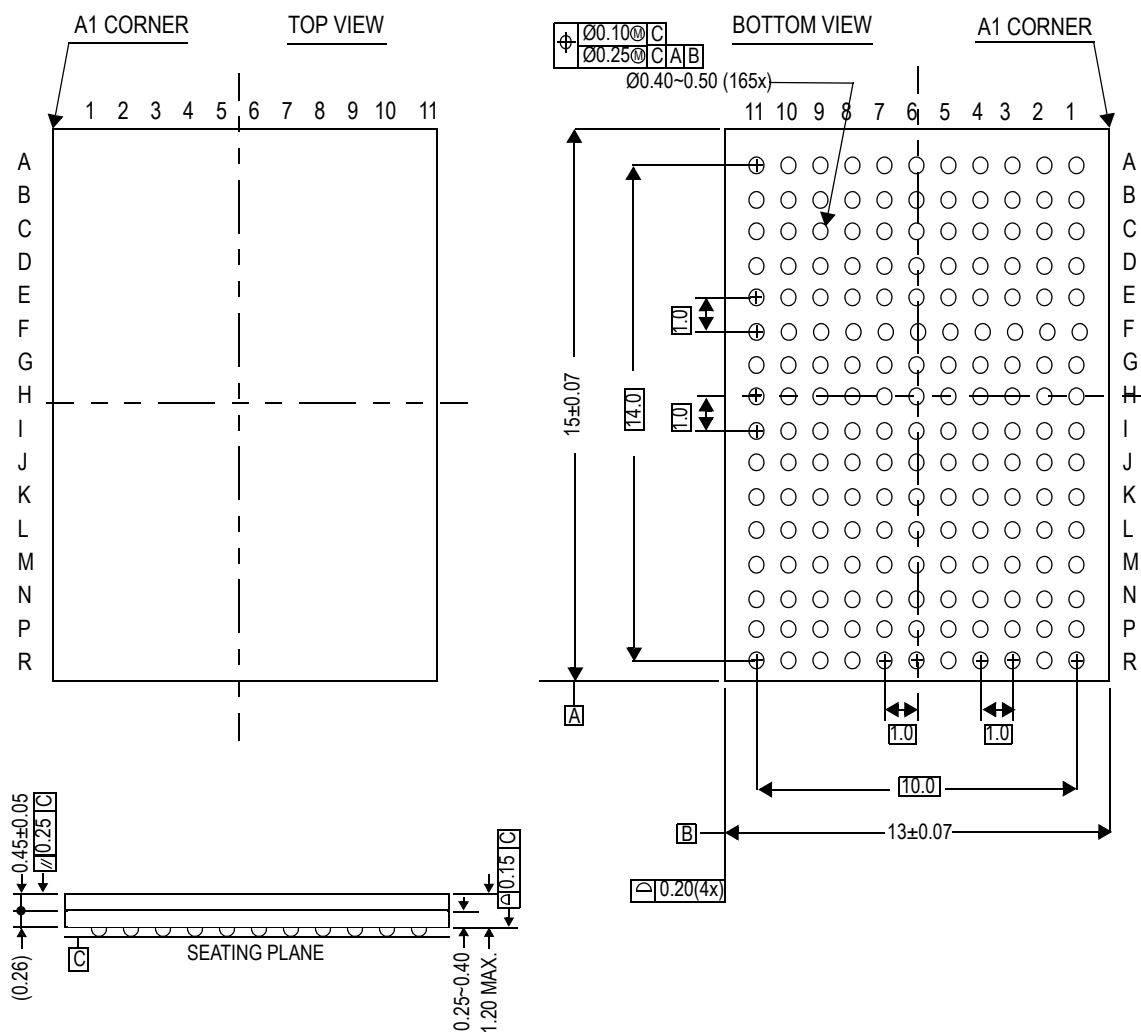 A1 CORNER
TOP VIEW
1 2 3 4 5 6 7 8 9 10 11
A
B
C
D
E
F
G
H
I
J
K
L
M
N
P
R
Ø0.10Ⓜ C
Ø0.25Ⓜ C A B
BOTTOM VIEW
A1 CORNER
Ø0.40~0.50 (165x)
11 10 9 8 7 6 5 4 3 2 1
A
B
C
D
E
F
G
H
I
J
K
L
M
N
P
R
15±0.07
14.0
1.0
1.0
A
1.0
1.0
10.0
B
13±0.07
0.20(4x)
0.45±0.05
// 0.25 C
0.15 C
(0.26)
C
SEATING PLANE
0.25~0.40
1.20 MAX.